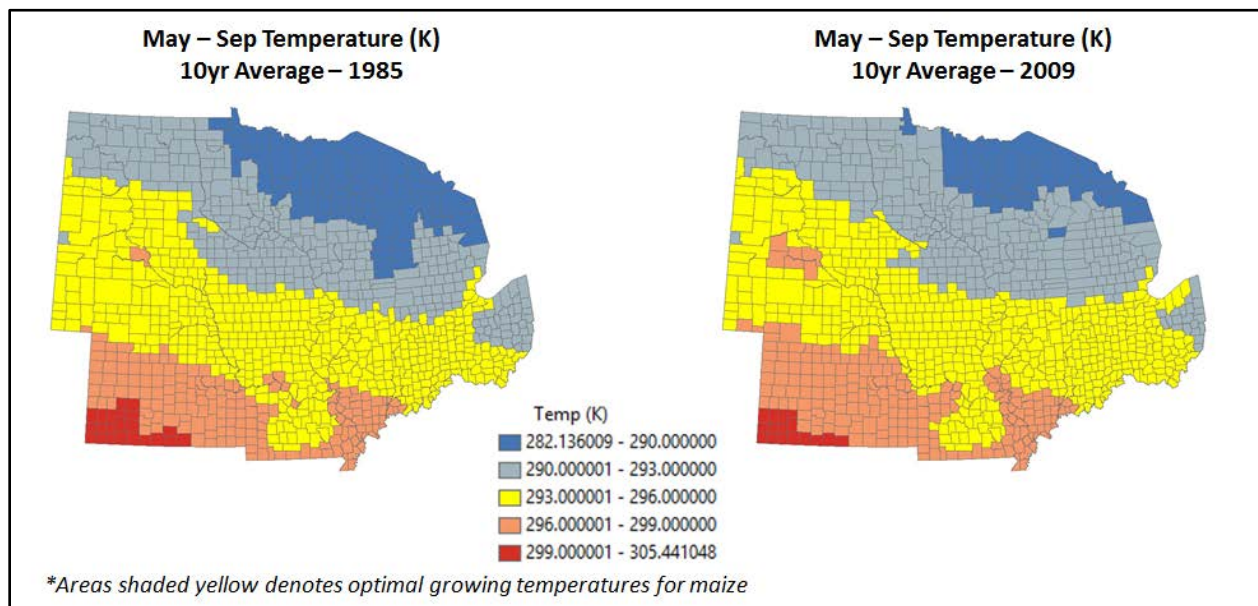 May – Sep Temperature (K)
10yr Average – 1985
May – Sep Temperature (K)
10yr Average – 2009
Temp (K)
282.136009 - 290.000000
290.000001 - 293.000000
293.000001 - 296.000000
296.000001 - 299.000000
299.000001 - 305.441048
*Areas shaded yellow denotes optimal growing temperatures for maize